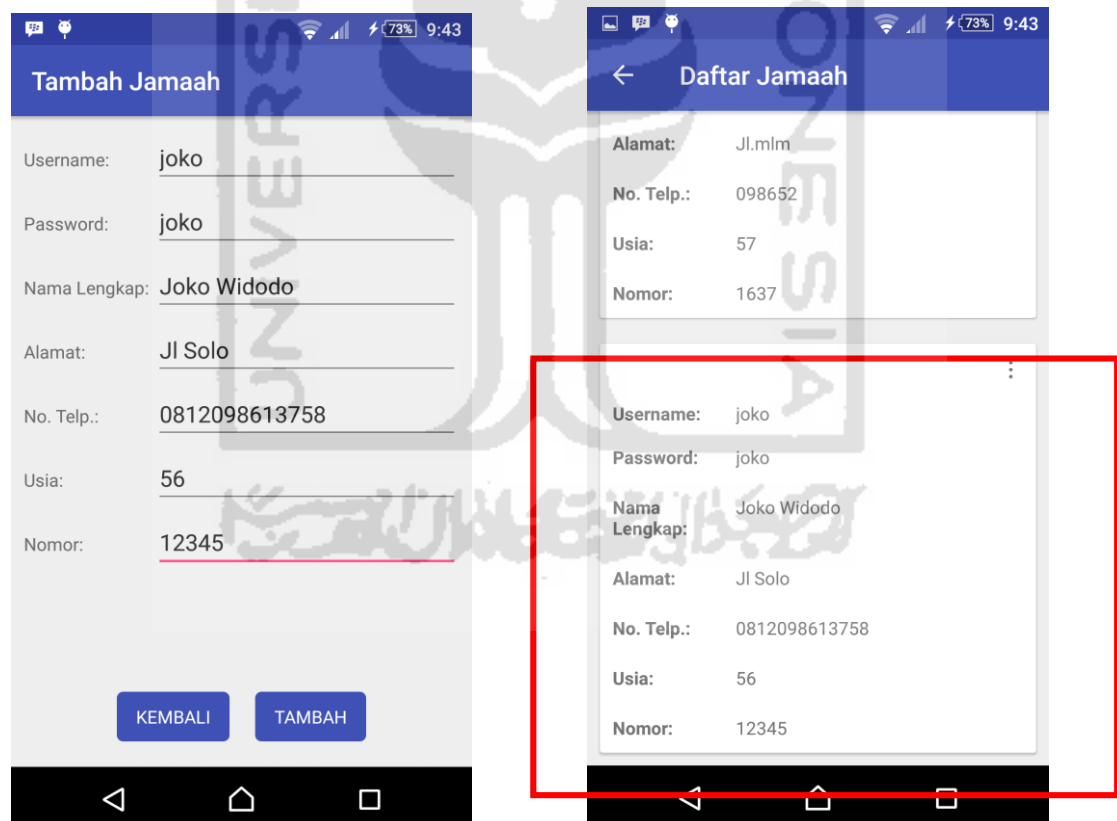 73% 9:43
Tambah Jamaah
Username: joko
Password: joko
Nama Lengkap: Joko Widodo
Alamat: Jl Solo
No. Telp.: 0812098613758
Usia: 56
Nomor: 12345
KEMBALI TAMBAH
73% 9:43
Daftar Jamaah
Alamat: Jl.mlm
No. Telp.: 098652
Usia: 57
Nomor: 1637
Username: joko
Password: joko
Nama Joko Widodo
Lengkap:
Alamat: Jl Solo
No. Telp.: 0812098613758
Usia: 56
Nomor: 12345